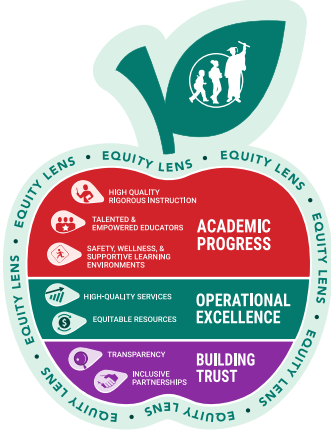 EQUITY LENS • EQUITY LENS • EQUITY LENS • EQUITY LENS • EQUITY LENS • EQUITY LENS • EQUITY LENS • EQUITY LENS • EQUITY LENS •
HIGH QUALITY
RIGOROUS INSTRUCTION
TALENTED &
EMPOWERED EDUCATORS
SAFETY, WELLNESS, &
SUPPORTIVE LEARNING
ENVIRONMENTS
ACADEMIC
PROGRESS
HIGH-QUALITY SERVICES
EQUITABLE RESOURCES
$
OPERATIONAL
EXCELLENCE
TRANSPARENCY
INCLUSIVE
PARTNERSHIPS
BUILDING
TRUST